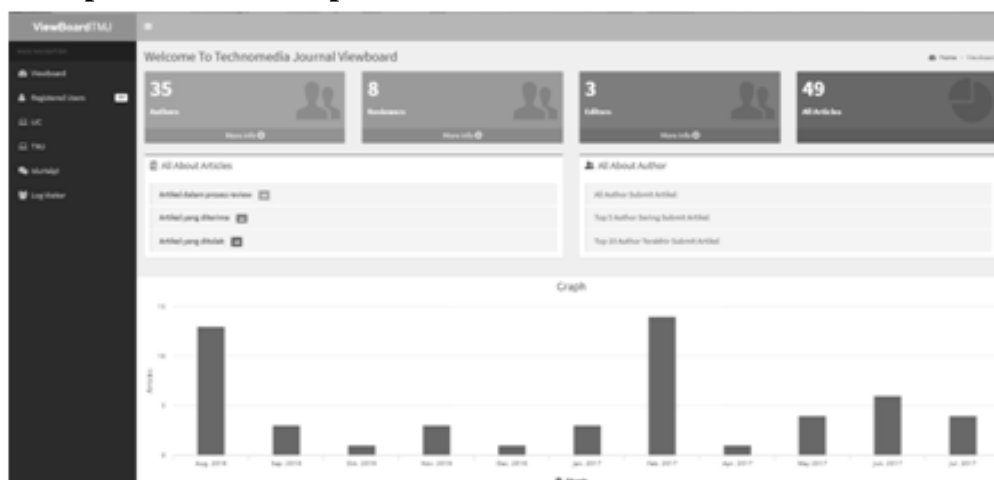 ViewBoardTMJ
Welcome To Technomedia Journal Viewboard
Home
Viewboard
Viewboard
Registered Users
IJC
TMJ
Log Visitor
35
Authors
More info
8
Reviewers
More info
3
Editors
More info
49
All Articles
All About Articles
Artikel dalam proses review
Artikel yang diterima
Artikel yang ditolak
All About Author
All Author Submit Artikel
Top 5 Author Sering Submit Artikel
Top 10 Author Terakhir Submit Artikel
Graph
15
10
5
0
Articles
Aug. 2016
Sep. 2016
Oct. 2016
Nov. 2016
Dec. 2016
Jan. 2017
Feb. 2017
Apr. 2017
May. 2017
Jun. 2017
Jul. 2017